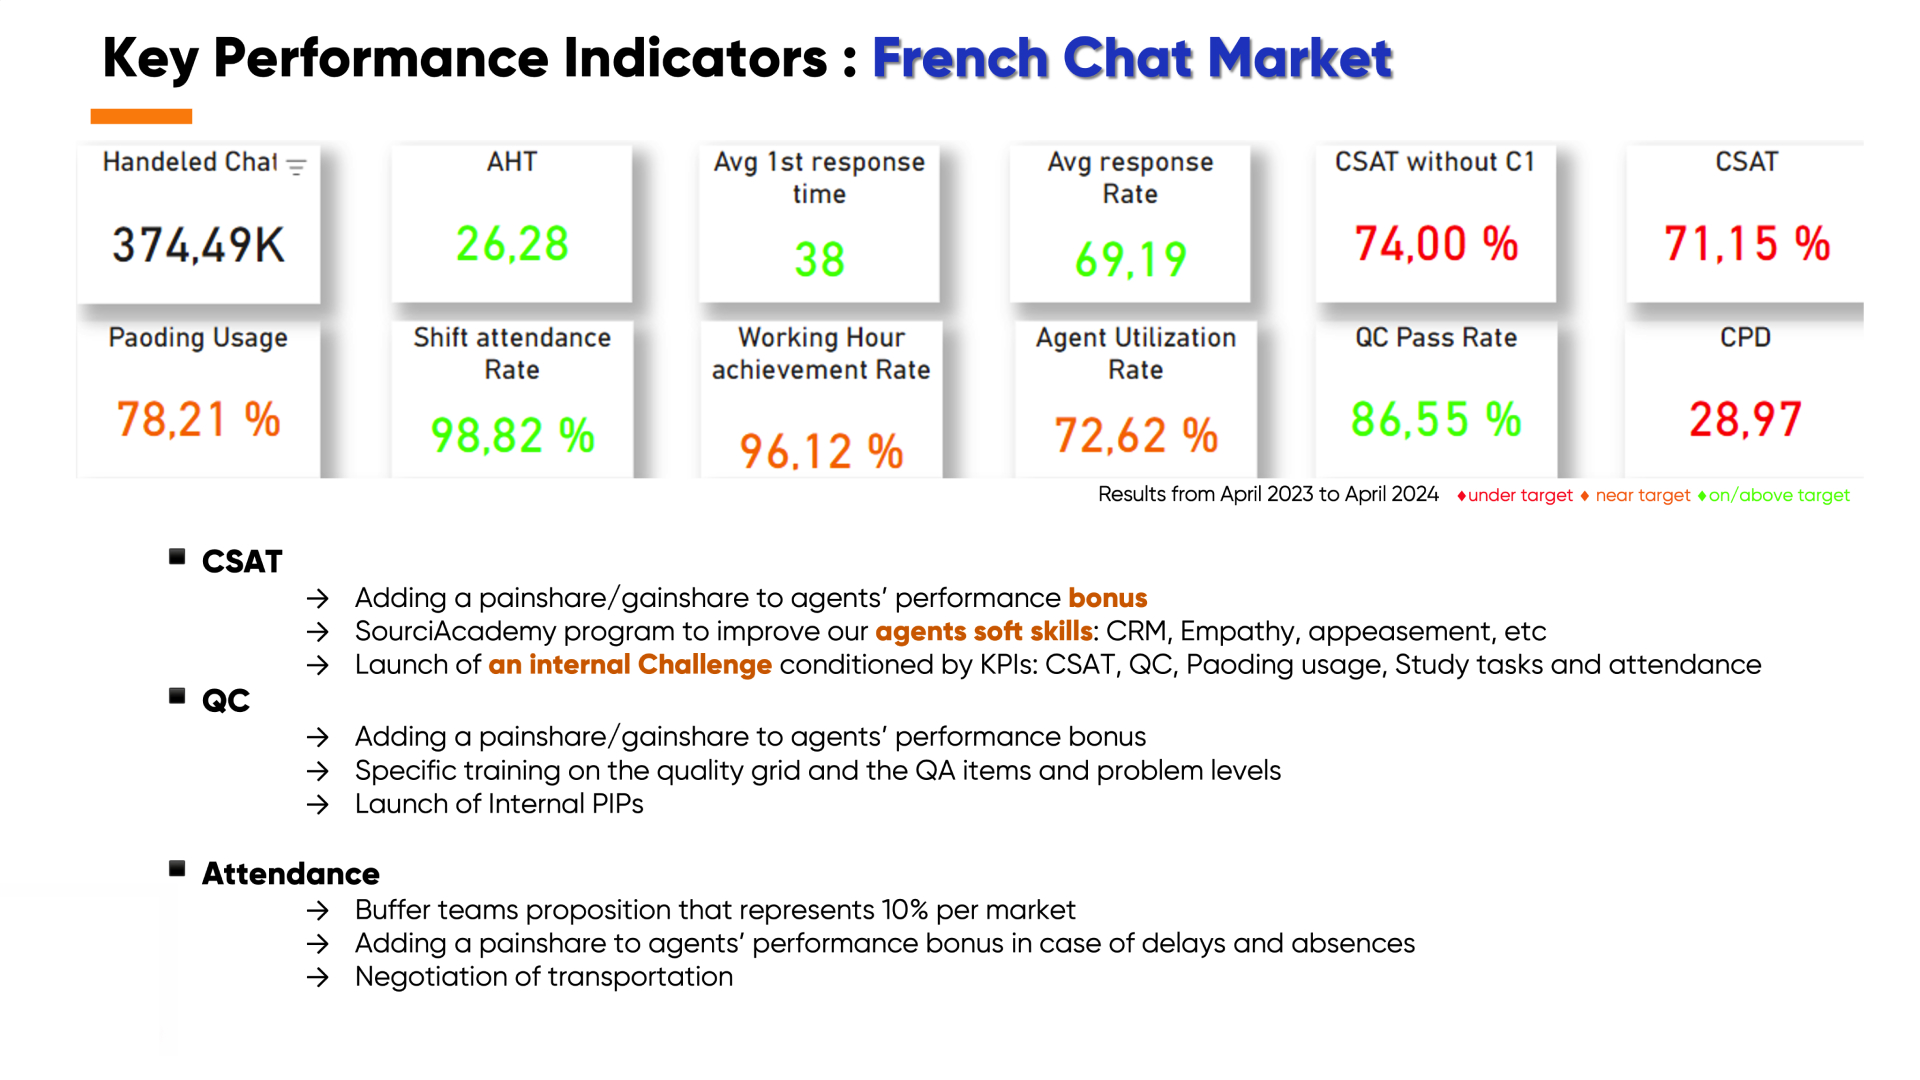 Key Performance Indicators : French Chat Market
Handeled Chat
AHT
Avg 1st response
time
Avg response
Rate
CSAT without C1
CSAT
374,49K
26,28
38
69,19
74,00 %
71,15 %
Paoding Usage
Shift attendance
Rate
Working Hour
achievement Rate
Agent Utilization
Rate
QC Pass Rate
CPD
78,21 %
98,82 %
96,12 %
72,62 %
86,55 %
28,97
Results from April 2023 to April 2024 ♦under target ♦ near target ♦on/above target
▪ CSAT
→ Adding a painshare/gainshare to agents’ performance bonus
→ SourciAcademy program to improve our agents soft skills: CRM, Empathy, appeasement, etc
→ Launch of an internal Challenge conditioned by KPIs: CSAT, QC, Paoding usage, Study tasks and attendance
▪ QC
→ Adding a painshare/gainshare to agents’ performance bonus
→ Specific training on the quality grid and the QA items and problem levels
→ Launch of Internal PIPs
▪ Attendance
→ Buffer teams proposition that represents 10% per market
→ Adding a painshare to agents’ performance bonus in case of delays and absences
→ Negotiation of transportation